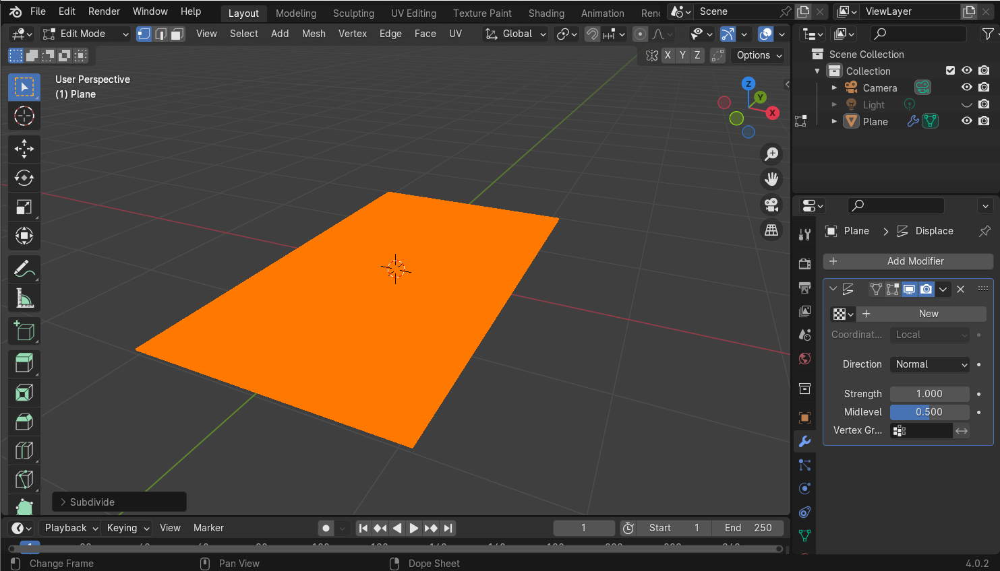 File Edit Render Window Help Layout Modeling Sculpting UV Editing Texture Paint Shading Animation Scene ViewLayer
Edit Mode View Select Add Mesh Vertex Edge Face UV Global
X Y Z Options
User Perspective
(1) Plane
Z
Y
X
Subdivide
Scene Collection
Collection
Camera
Light
Plane
Plane > Displace
+ Add Modifier
+ New
Coordinat... Local
Direction Normal
Strength 1.000
Midlevel 0.500
Vertex Gr...
Playback Keying View Marker 1 Start 1 End 250
1
Change Frame Pan View Dope Sheet 4.0.2